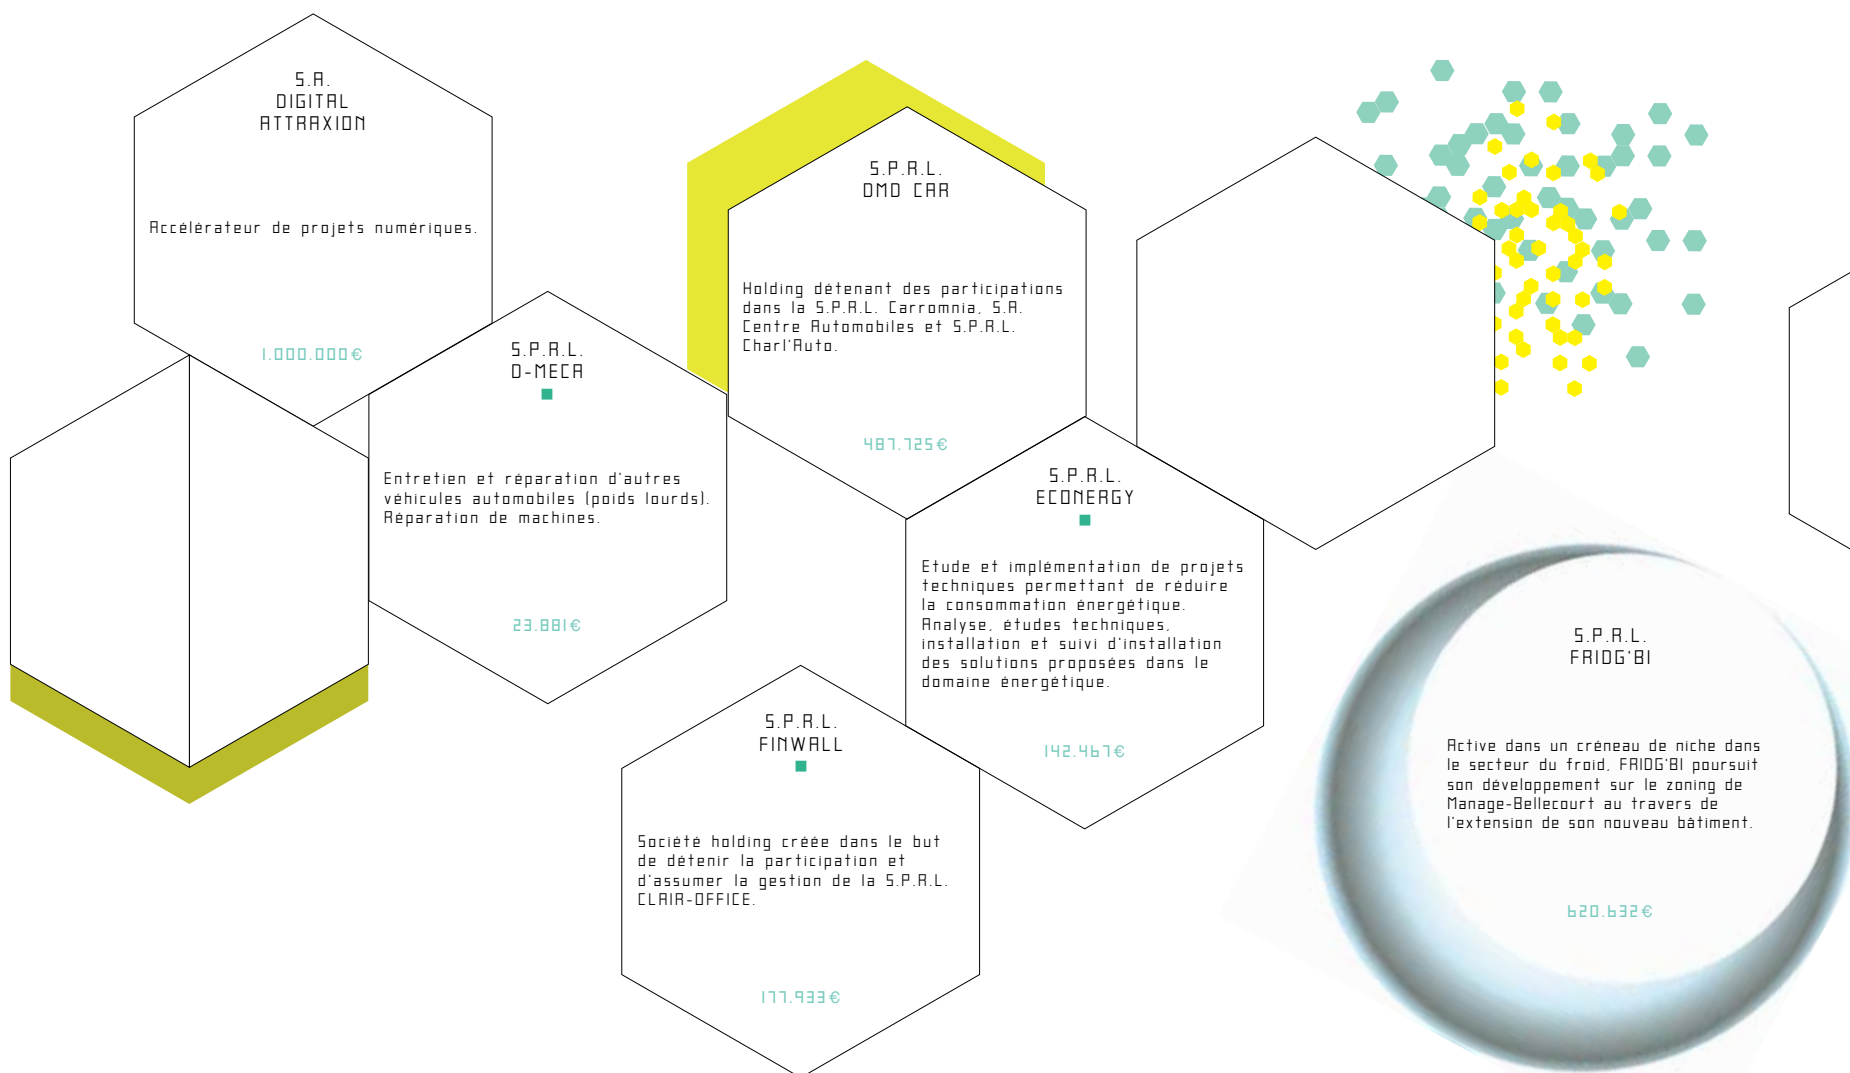 S.A.
DIGITAL
ATTRAXION
Accélérateur de projets numériques.
1.000.000€
S.P.R.L.
D-MECA
Entretien et réparation d'autres
véhicules automobiles (poids lourds).
Réparation de machines.
23.881€
S.P.R.L.
DMD CAR
Holding détenant des participations
dans la S.P.R.L. Carromnia, S.A.
Centre Automobiles et S.P.R.L.
Charl'Auto.
487.725€
S.P.R.L.
ECONERGY
Etude et implémentation de projets
techniques permettant de réduire
la consommation énergétique.
Analyse, études techniques,
installation et suivi d'installation
des solutions proposées dans le
domaine énergétique.
142.467€
S.P.R.L.
FINWALL
Société holding créée dans le but
de détenir la participation et
d'assumer la gestion de la S.P.R.L.
CLAIR-OFFICE.
177.933€
S.P.R.L.
FRIDG'BI
Active dans un créneau de niche dans
le secteur du froid, FRIDG'BI poursuit
son développement sur le zoning de
Manage-Bellecourt au travers de
l'extension de son nouveau bâtiment.
620.632€